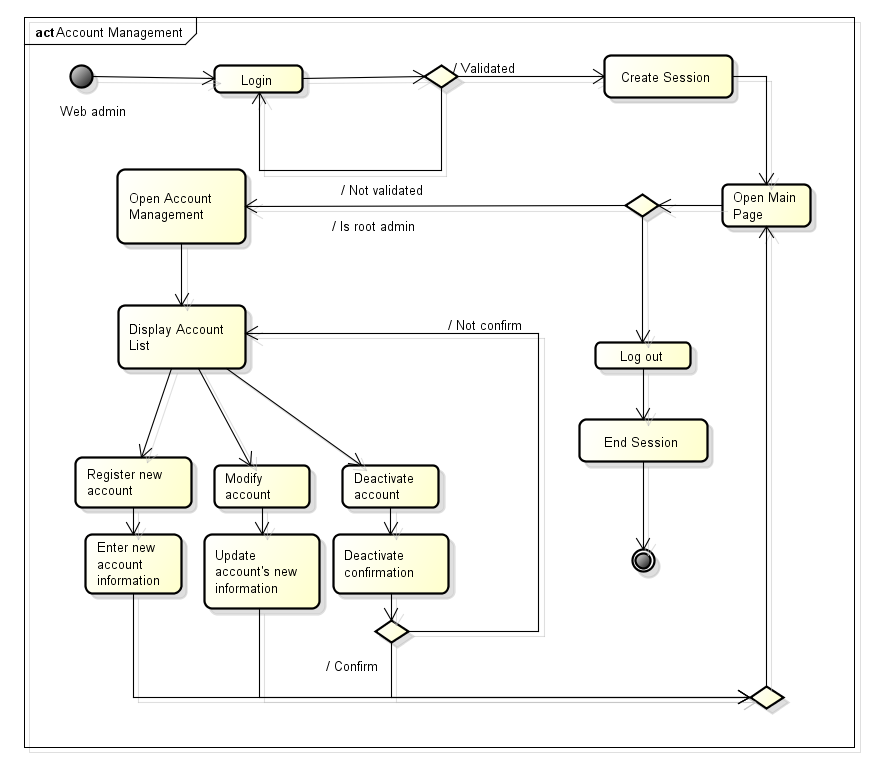 act Account Management
Login
/ Validated
Create Session
Web admin
/ Not validated
Open Account
Management
Open Main
Page
/ Is root admin
Display Account
List
/ Not confirm
Log out
End Session
Register new
account
Modify
account
Deactivate
account
Enter new
account
information
Update
account's new
information
Deactivate
confirmation
/ Confirm